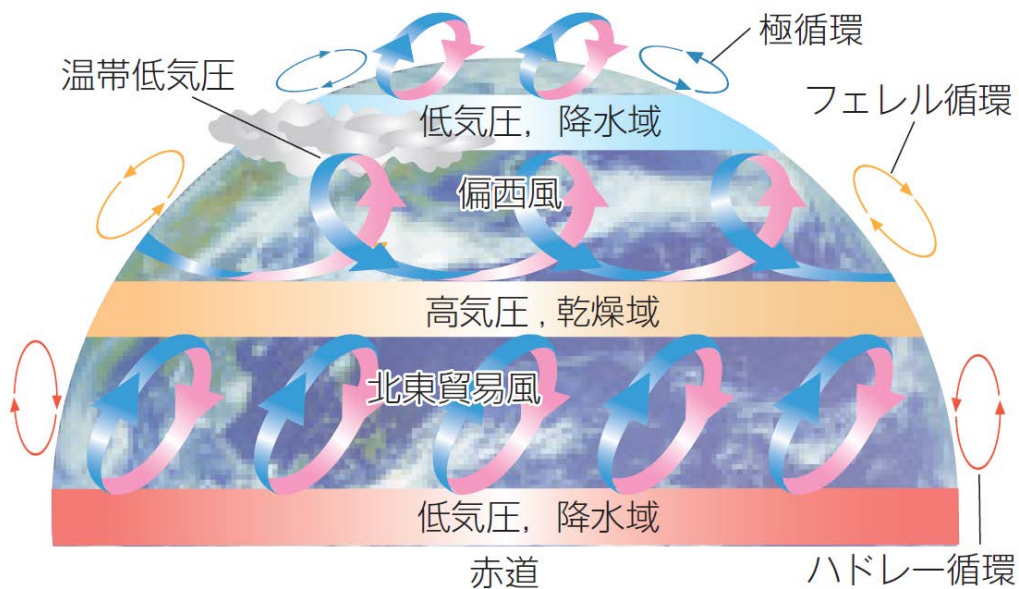 極循環
温帯低気圧
フェレル循環
低気圧，降水域
偏西風
高気圧，乾燥域
北東貿易風
低気圧，降水域
赤道
ハドレー循環